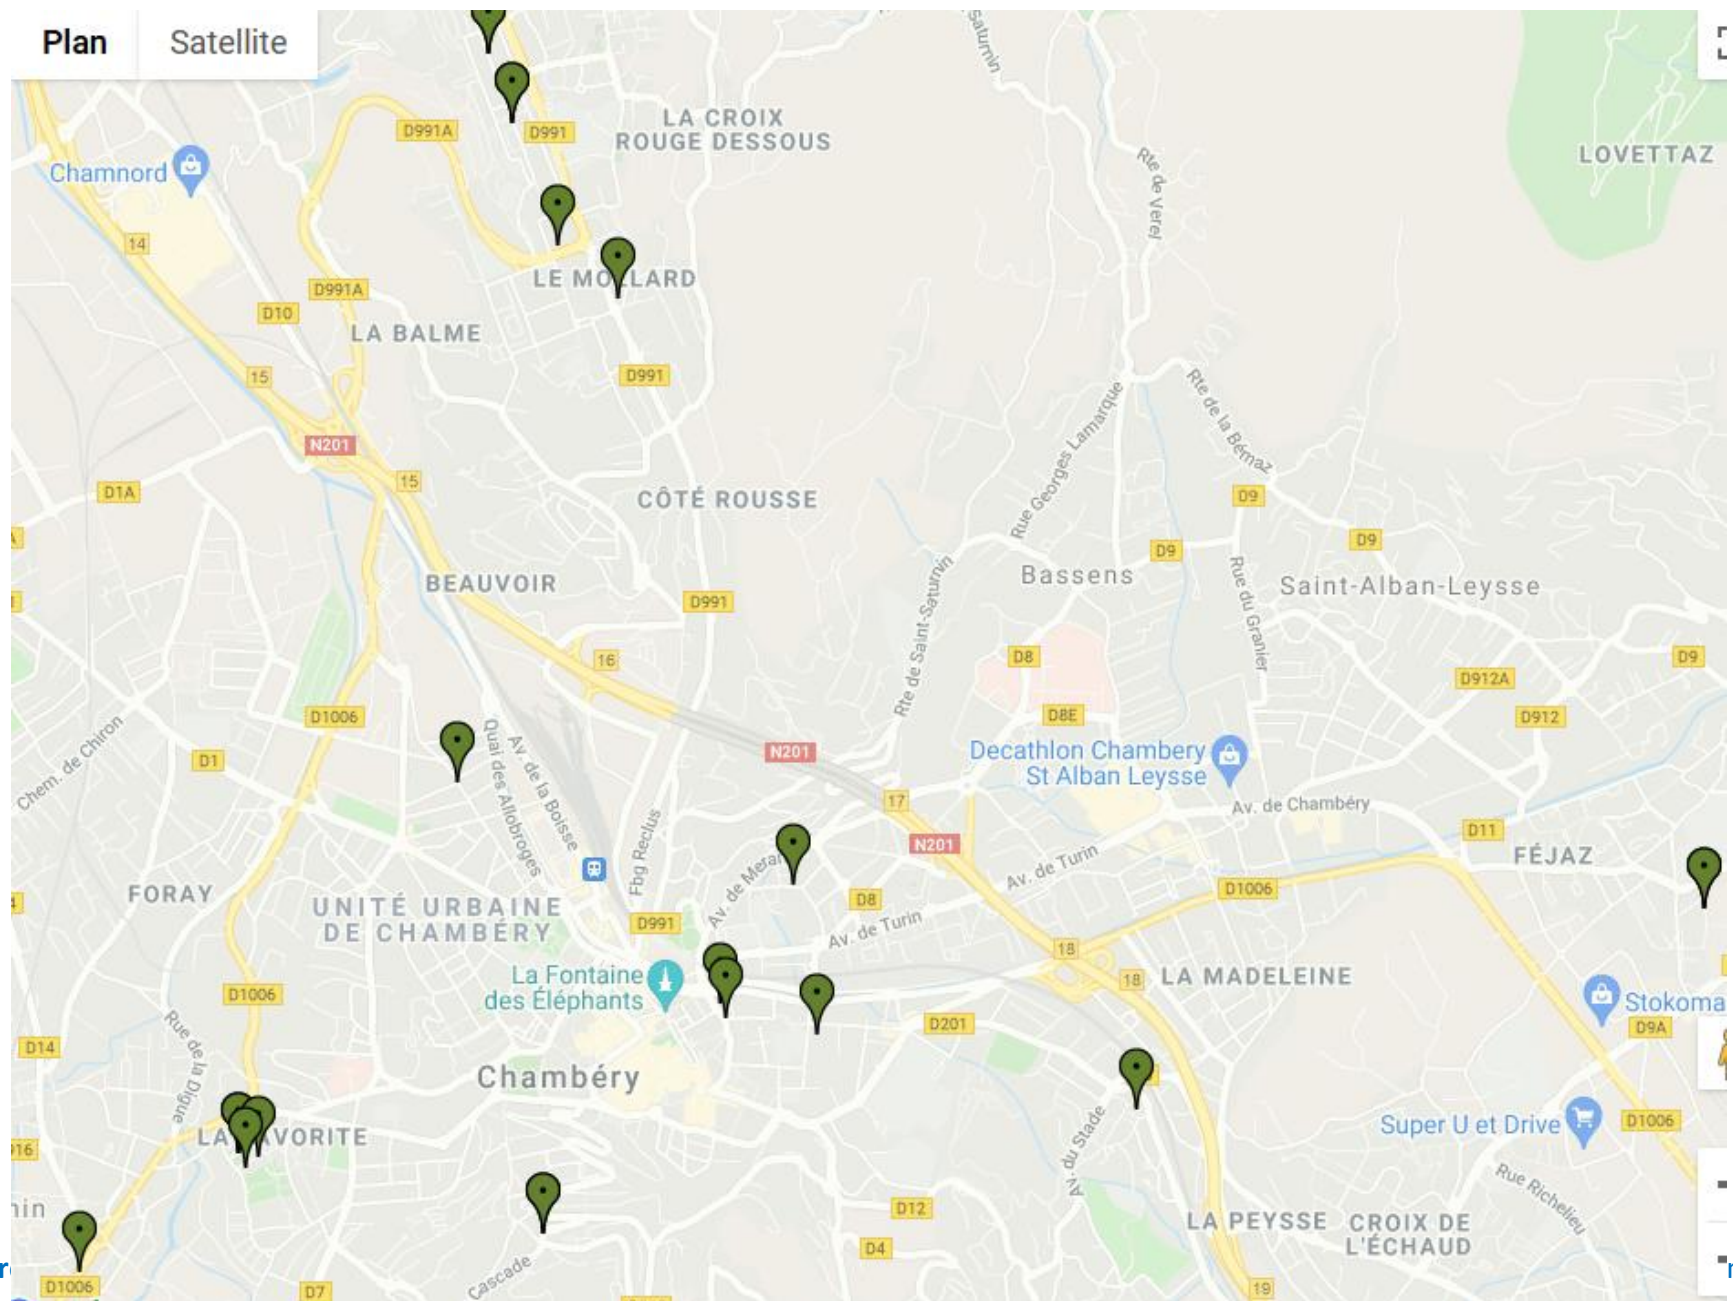 Plan
Satellite
Saturnin
LA CROIX
ROUGE DESSOUS
D991A
D991
LOVETTAZ
Chamnord
Rte de Verel
14
LE MOLLARD
D991A
D10
LA BALME
15
D991
Rte de la Bémaz
Rue Georges Lamarque
N201
15
D1A
CÔTÉ ROUSSE
D9
D9
D9
Bassens
BEAUVOIR
Saint-Alban-Leysse
D991
Rue du Granier
Rte de Saint-Saturnin
16
D8
D9
D912A
D1006
D8E
D912
Chem. de Chiron
D1
Quai des Allobroges
Av. de la Boisse
N201
Decathlon Chambery
St Alban Leysse
17
Av. de Chambéry
D11
Fbg Reclus
N201
FÉJAZ
Av. de Turin
D1006
FORAY
D8
UNITÉ URBAINE
DE CHAMBÉRY
D991
Av. de Turin
18
18
LA MADELEINE
La Fontaine
des Éléphants
D1006
Stokoma
D201
D9A
D14
Rue de la Digue
Chambéry
Super U et Drive
D1006
LA FAVORITE
Av. du Stade
Rue Richelieu
D12
LA PEYSSE
CROIX DE
L'ÉCHAUD
D4
Cascade
D1006
D7
19